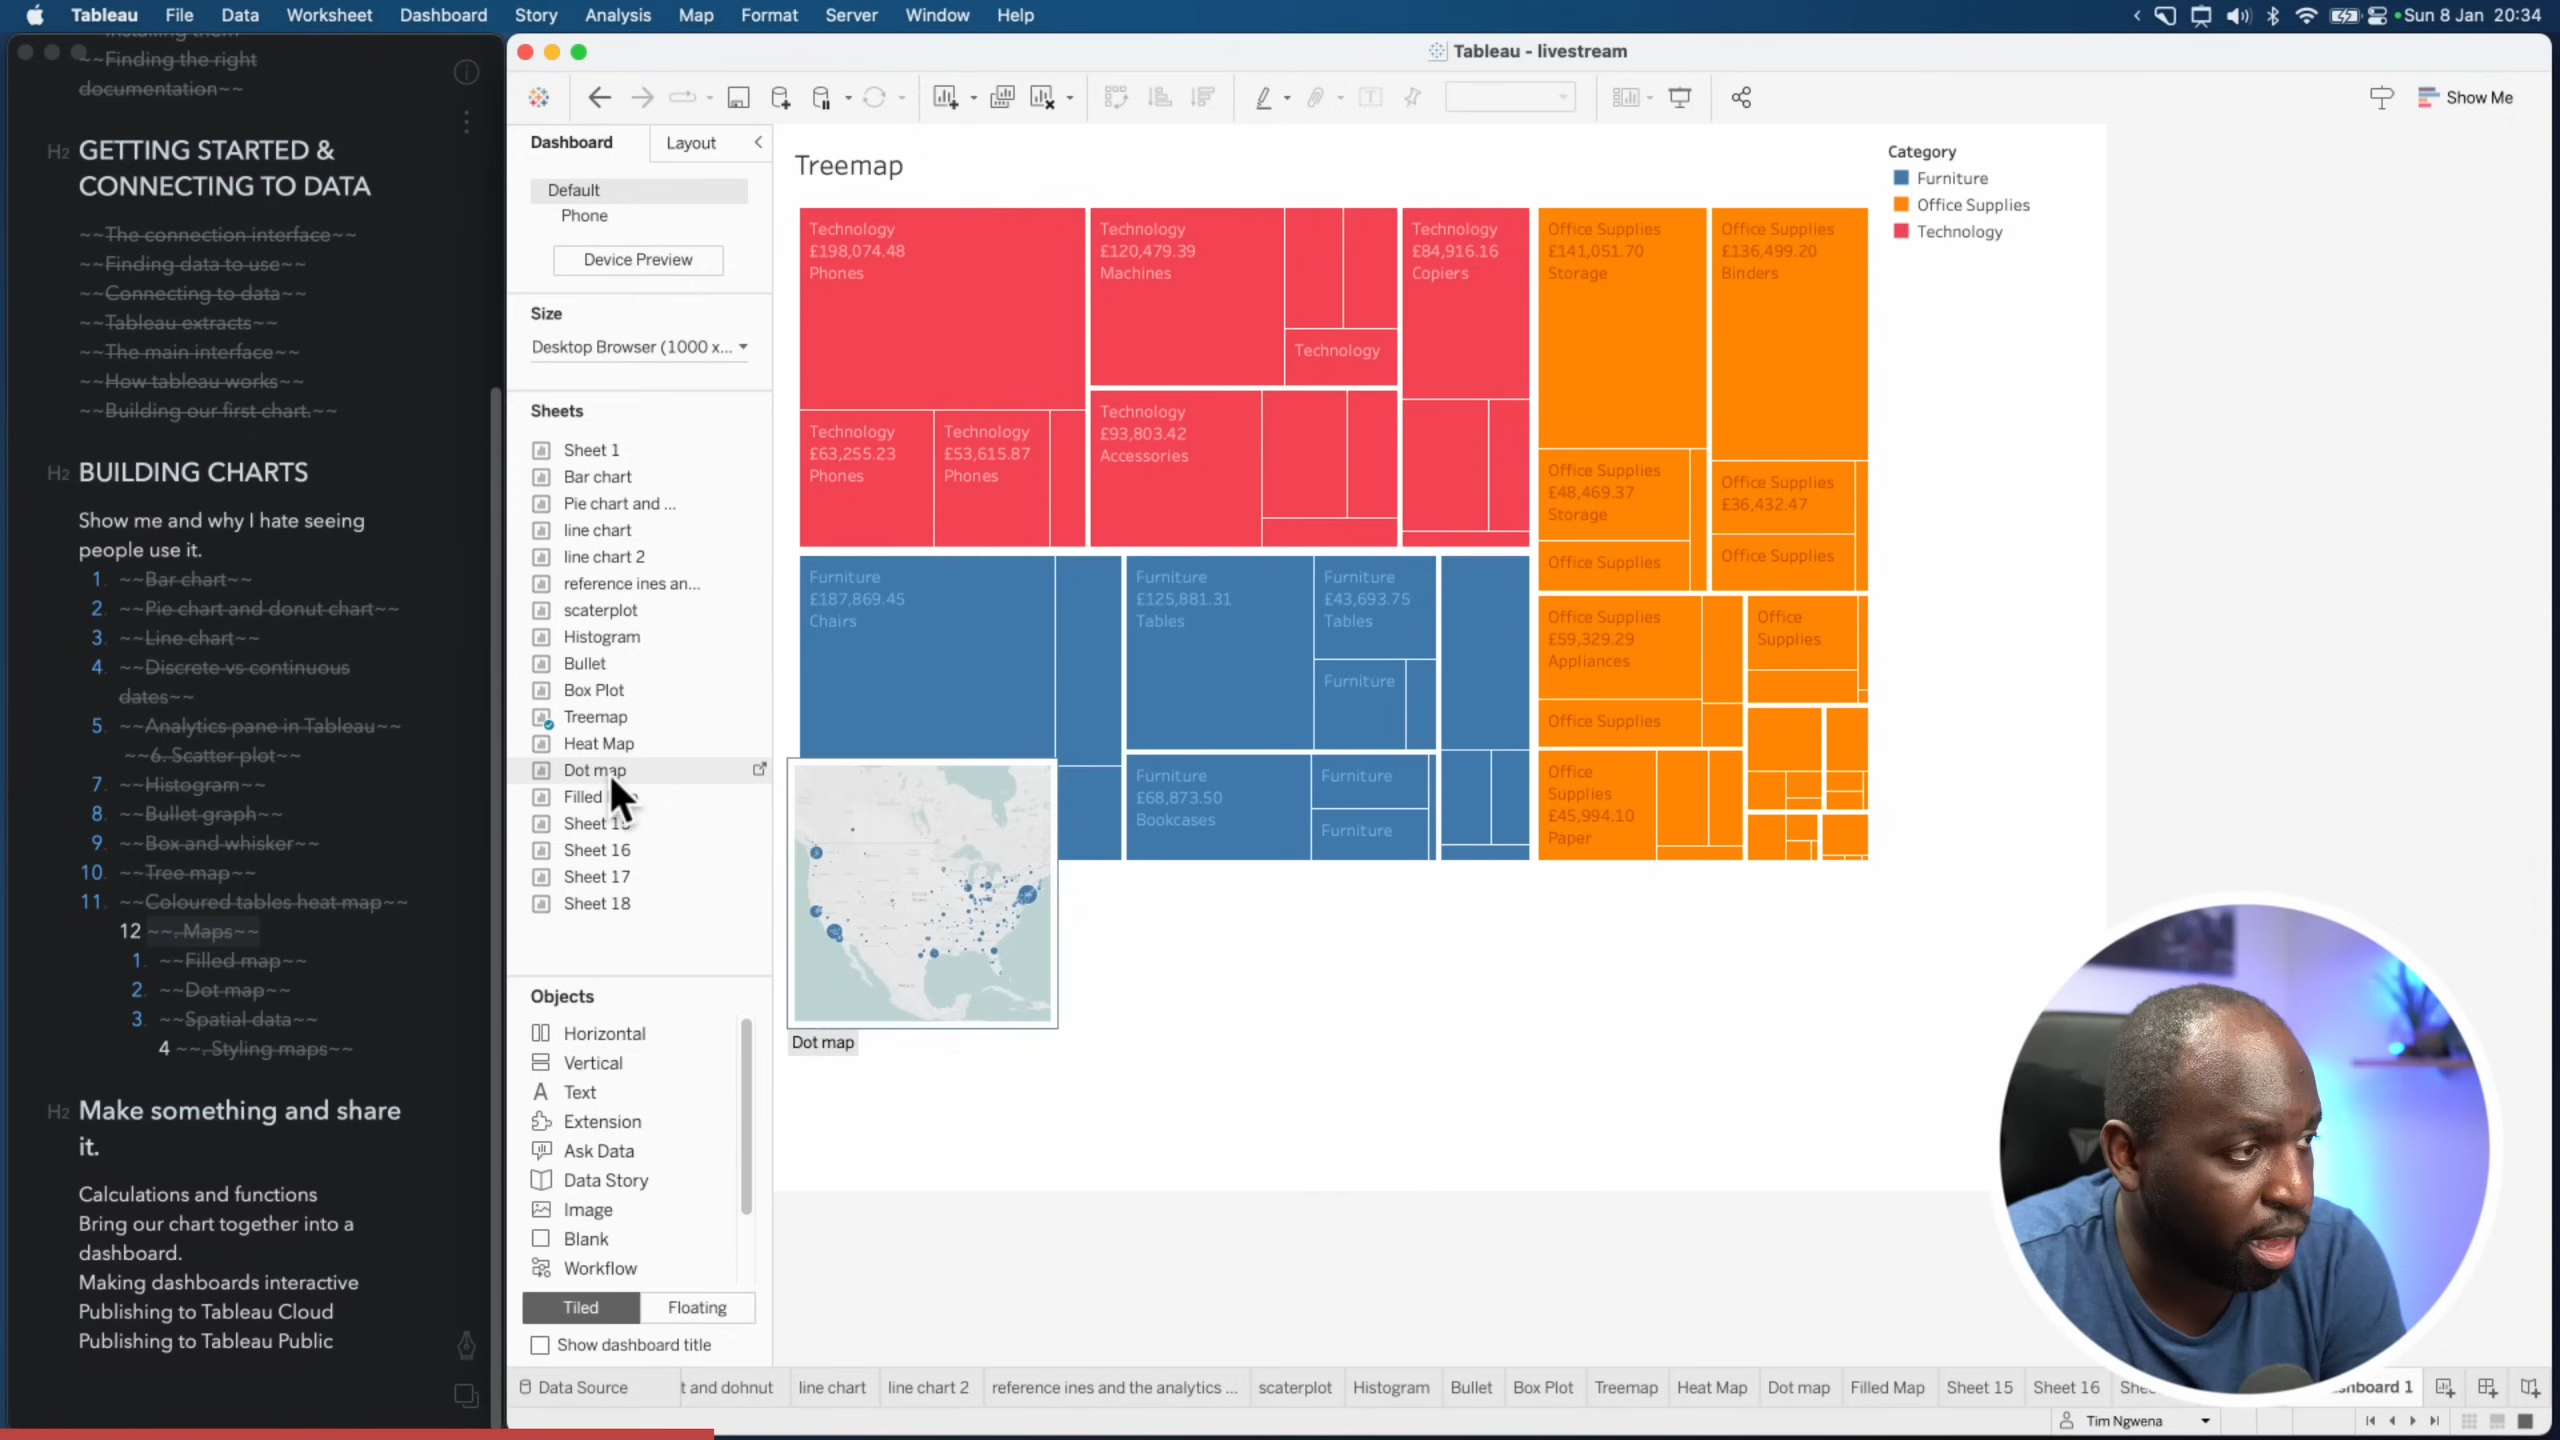 Tableau File Data Worksheet Dashboard Story Analysis Map Format Server Window Help
Sun 8 Jan 20:34
installing them~~
~~Finding the right
documentation~~
H2 GETTING STARTED &
CONNECTING TO DATA
~~The connection interface~~
~~Finding data to use~~
~~Connecting to data~~
~~Tableau extracts~~
~~The main interface~~
~~How tableau works~~
~~Building our first chart.~~
H2 BUILDING CHARTS
Show me and why I hate seeing
people use it.
1. ~~Bar chart~~
2. ~~Pie chart and donut chart~~
3. ~~Line chart~~
4. ~~Discrete vs continuous
dates~~
5. ~~Analytics pane in Tableau~~
~~6. Scatter plot~~
7. ~~Histogram~~
8. ~~Bullet graph~~
9. ~~Box and whisker~~
10. ~~Tree map~~
11. ~~Coloured tables heat map~~
12 ~~. Maps~~
1. ~~Filled map~~
2. ~~Dot map~~
3. ~~Spatial data~~
4 ~~. Styling maps~~
H2 Make something and share
it.
Calculations and functions
Bring our chart together into a
dashboard.
Making dashboards interactive
Publishing to Tableau Cloud
Publishing to Tableau Public
Tableau - livestream
Show Me
Dashboard Layout
Default
Phone
Device Preview
Size
Desktop Browser (1000 x...
Sheets
Sheet 1
Bar chart
Pie chart and ...
line chart
line chart 2
reference ines an...
scaterplot
Histogram
Bullet
Box Plot
Treemap
Heat Map
Dot map
Filled
Sheet
Sheet 16
Sheet 17
Sheet 18
Objects
Horizontal
Vertical
Text
Extension
Ask Data
Data Story
Image
Blank
Workflow
Tiled Floating
Show dashboard title
Treemap
Technology
£198,074.48
Phones
Technology
£120,479.39
Machines
Technology
Technology
£84,916.16
Copiers
Technology
£63,255.23
Phones
Technology
£53,615.87
Phones
Technology
£93,803.42
Accessories
Office Supplies
£141,051.70
Storage
Office Supplies
£136,499.20
Binders
Office Supplies
£48,469.37
Storage
Office Supplies
Office Supplies
£36,432.47
Office Supplies
Furniture
£187,869.45
Chairs
Furniture
£125,881.31
Tables
Furniture
£43,693.75
Tables
Furniture
Furniture
£68,873.50
Bookcases
Furniture
Furniture
Office Supplies
£59,329.29
Appliances
Office Supplies
Office
Supplies
Office
Supplies
£45,994.10
Paper
Category
Furniture
Office Supplies
Technology
Dot map
Data Source t and dohnut line chart line chart 2 reference ines and the analytics ... scaterplot Histogram Bullet Box Plot Treemap Heat Map Dot map Filled Map Sheet 15 Sheet 16 She shboard 1
Tim Ngwena